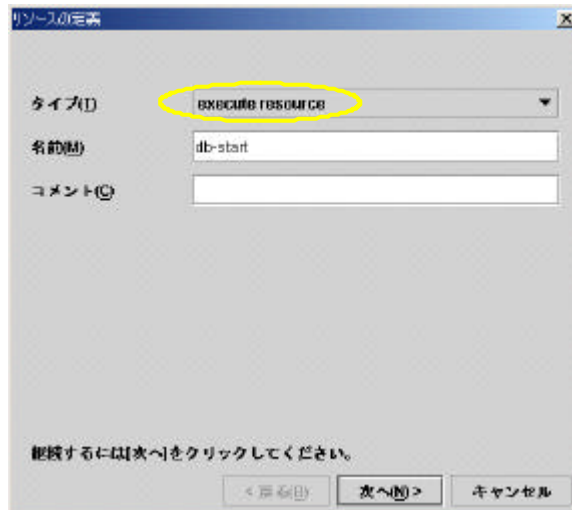 リソースの定義
タイプ(T) execute resource
名前(M) db-start
コメント(C)
継続するには[次へ]をクリックしてください。
< 戻る(B) 次へ(N) > キャンセル